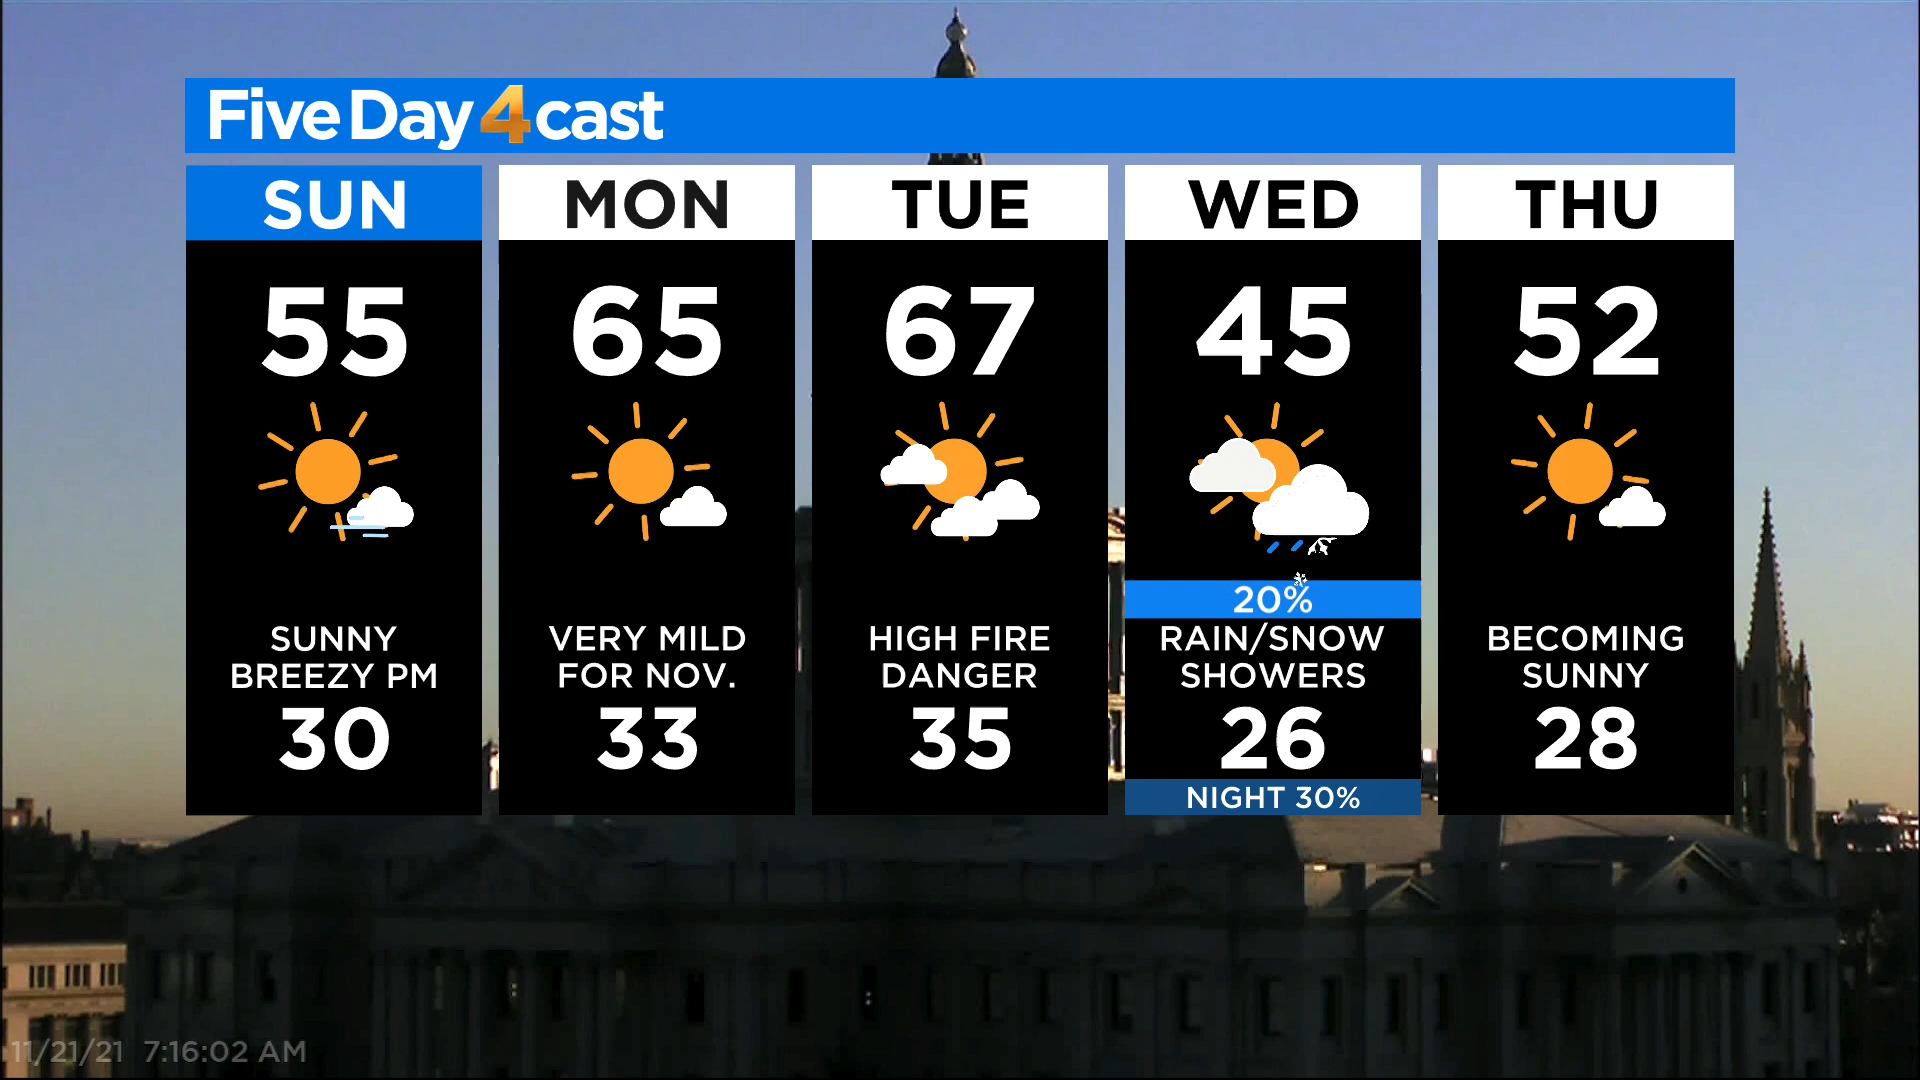 Five Day 4cast
SUN
55
SUNNY
BREEZY PM
30
MON
65
VERY MILD
FOR NOV.
33
TUE
67
HIGH FIRE
DANGER
35
WED
45
20%
RAIN/SNOW
SHOWERS
26
NIGHT 30%
THU
52
BECOMING
SUNNY
28
11/21/21 7:16:02 AM